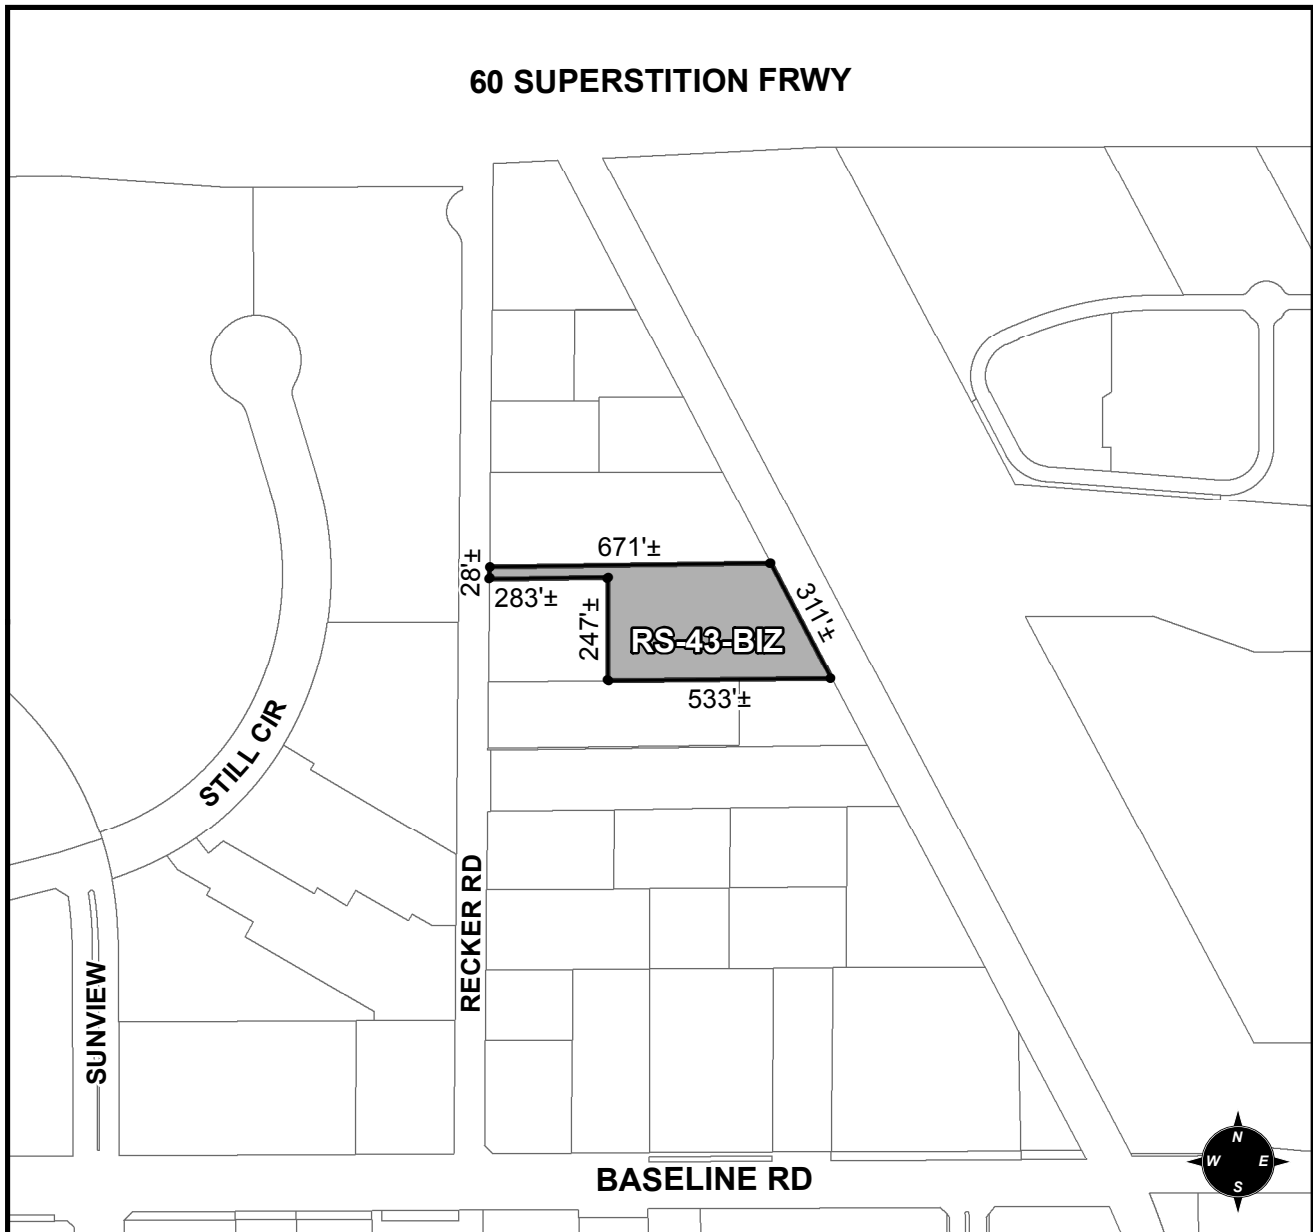 60 SUPERSTITION FRWY
671'±
28'±
283'±
311'±
247'±
RS-43-BIZ
533'±
STILL CIR
RECKER RD
SUNVIEW
BASELINE RD
N
W E
S